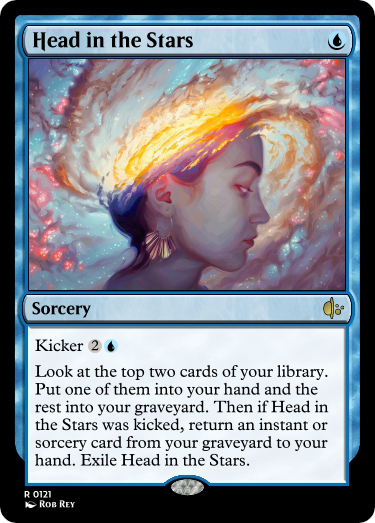 Head in the Stars
Sorcery
Kicker 2
Look at the top two cards of your library.
Put one of them into your hand and the
rest into your graveyard. Then if Head in
the Stars was kicked, return an instant or
sorcery card from your graveyard to your
hand. Exile Head in the Stars.
R 0121
Rob Rey